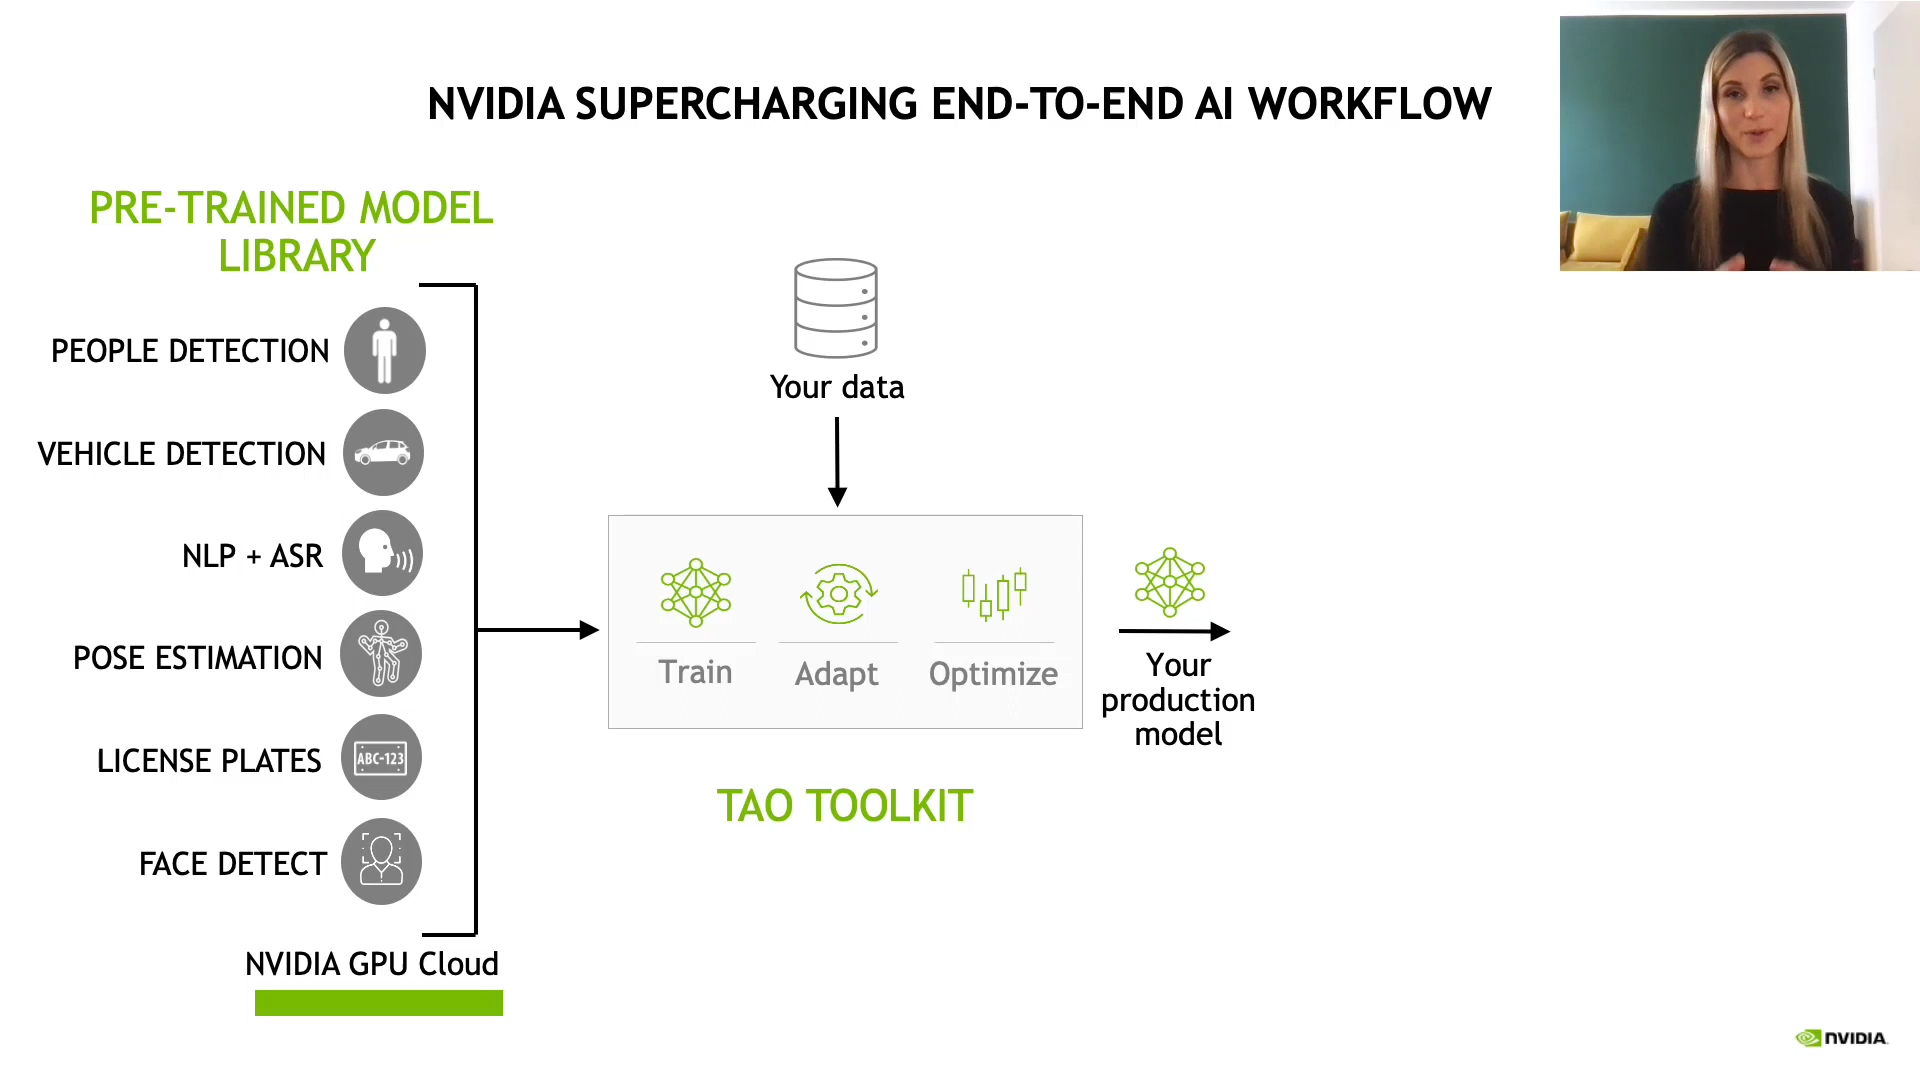 NVIDIA SUPERCHARGING END-TO-END AI WORKFLOW
PRE-TRAINED MODEL
LIBRARY
PEOPLE DETECTION
VEHICLE DETECTION
NLP + ASR
POSE ESTIMATION
LICENSE PLATES
ABC-123
FACE DETECT
NVIDIA GPU Cloud
Your data
Train
Adapt
Optimize
TAO TOOLKIT
Your
production
model
NVIDIA